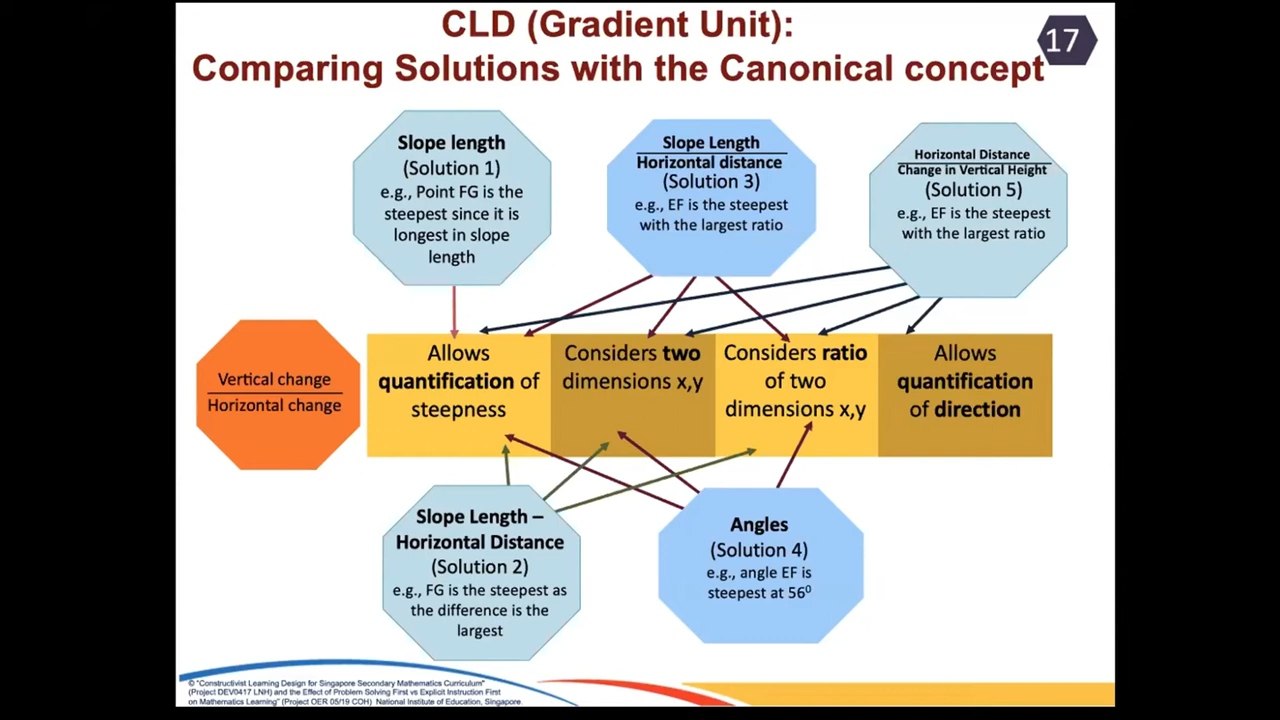 CLD (Gradient Unit):
Comparing Solutions with the Canonical concept
17
Slope length
(Solution 1)
e.g., Point FG is the
steepest since it is
longest in slope
length
Slope Length
Horizontal distance
(Solution 3)
e.g., EF is the steepest
with the largest ratio
Horizontal Distance
Change in Vertical Height
(Solution 5)
e.g., EF is the steepest
with the largest ratio
Vertical change
Horizontal change
Allows
quantification of
steepness
Considers two
dimensions x,y
Considers ratio
of two
dimensions x,y
Allows
quantification
of direction
Slope Length –
Horizontal Distance
(Solution 2)
e.g., FG is the steepest as
the difference is the
largest
Angles
(Solution 4)
e.g., angle EF is
steepest at 56⁰
© "Constructivist Learning Design for Singapore Secondary Mathematics Curriculum"
(Project DEV0417 LNH) and the Effect of Problem Solving First vs Explicit Instruction First
on Mathematics Learning" (Project OER 05/19 COH) National Institute of Education, Singapore.